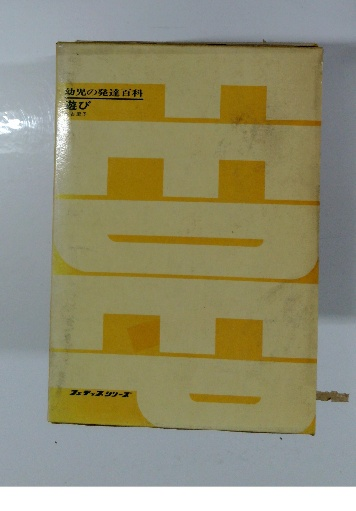 幼児の発達百科
遊び
フェティスシリーズ